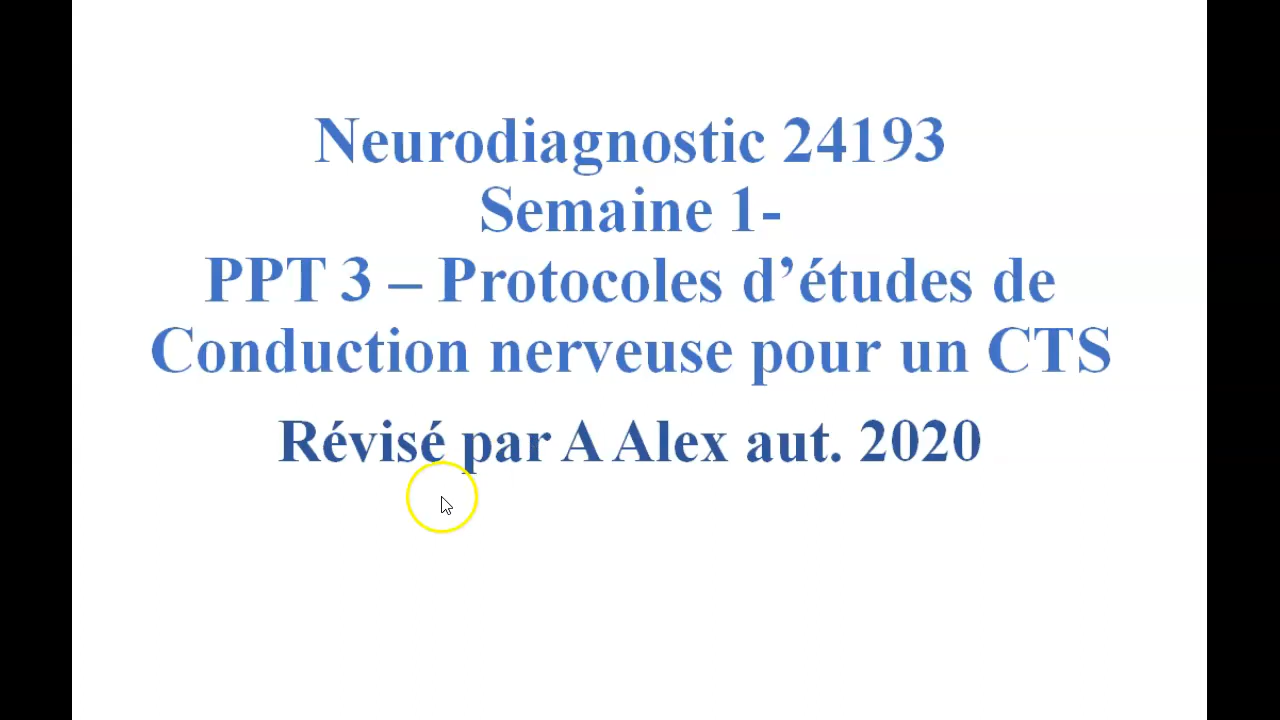 Neurodiagnostic 24193
Semaine 1-
PPT 3 – Protocoles d’études de
Conduction nerveuse pour un CTS
Révisé par A Alex aut. 2020